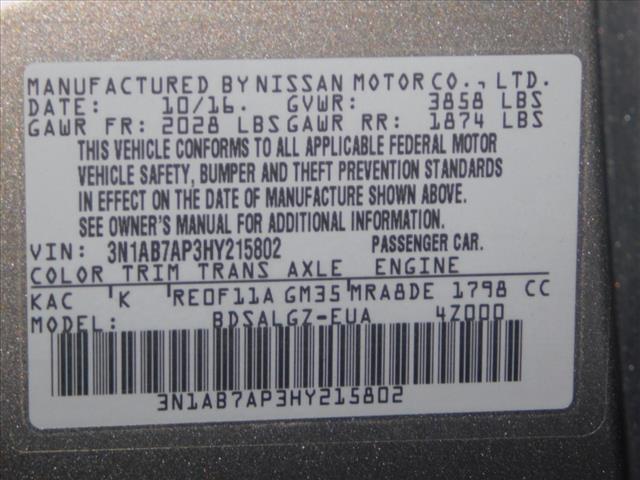 MANUFACTURED BY NISSAN MOTOR CO., LTD.
DATE: 10/16. GVWR: 3858 LBS
GAWR FR: 2028 LBS GAWR RR: 1874 LBS
THIS VEHICLE CONFORMS TO ALL APPLICABLE FEDERAL MOTOR
VEHICLE SAFETY, BUMPER AND THEFT PREVENTION STANDARDS
IN EFFECT ON THE DATE OF MANUFACTURE SHOWN ABOVE.
SEE OWNER'S MANUAL FOR ADDITIONAL INFORMATION.
VIN: 3N1AB7AP3HY215802 PASSENGER CAR.
COLOR TRIM TRANS AXLE ENGINE
KAC K RE0F11A GM35 MRA8DE 1798 CC
MODEL: BDSALGZ-EUA 4Z000
3N1AB7AP3HY215802